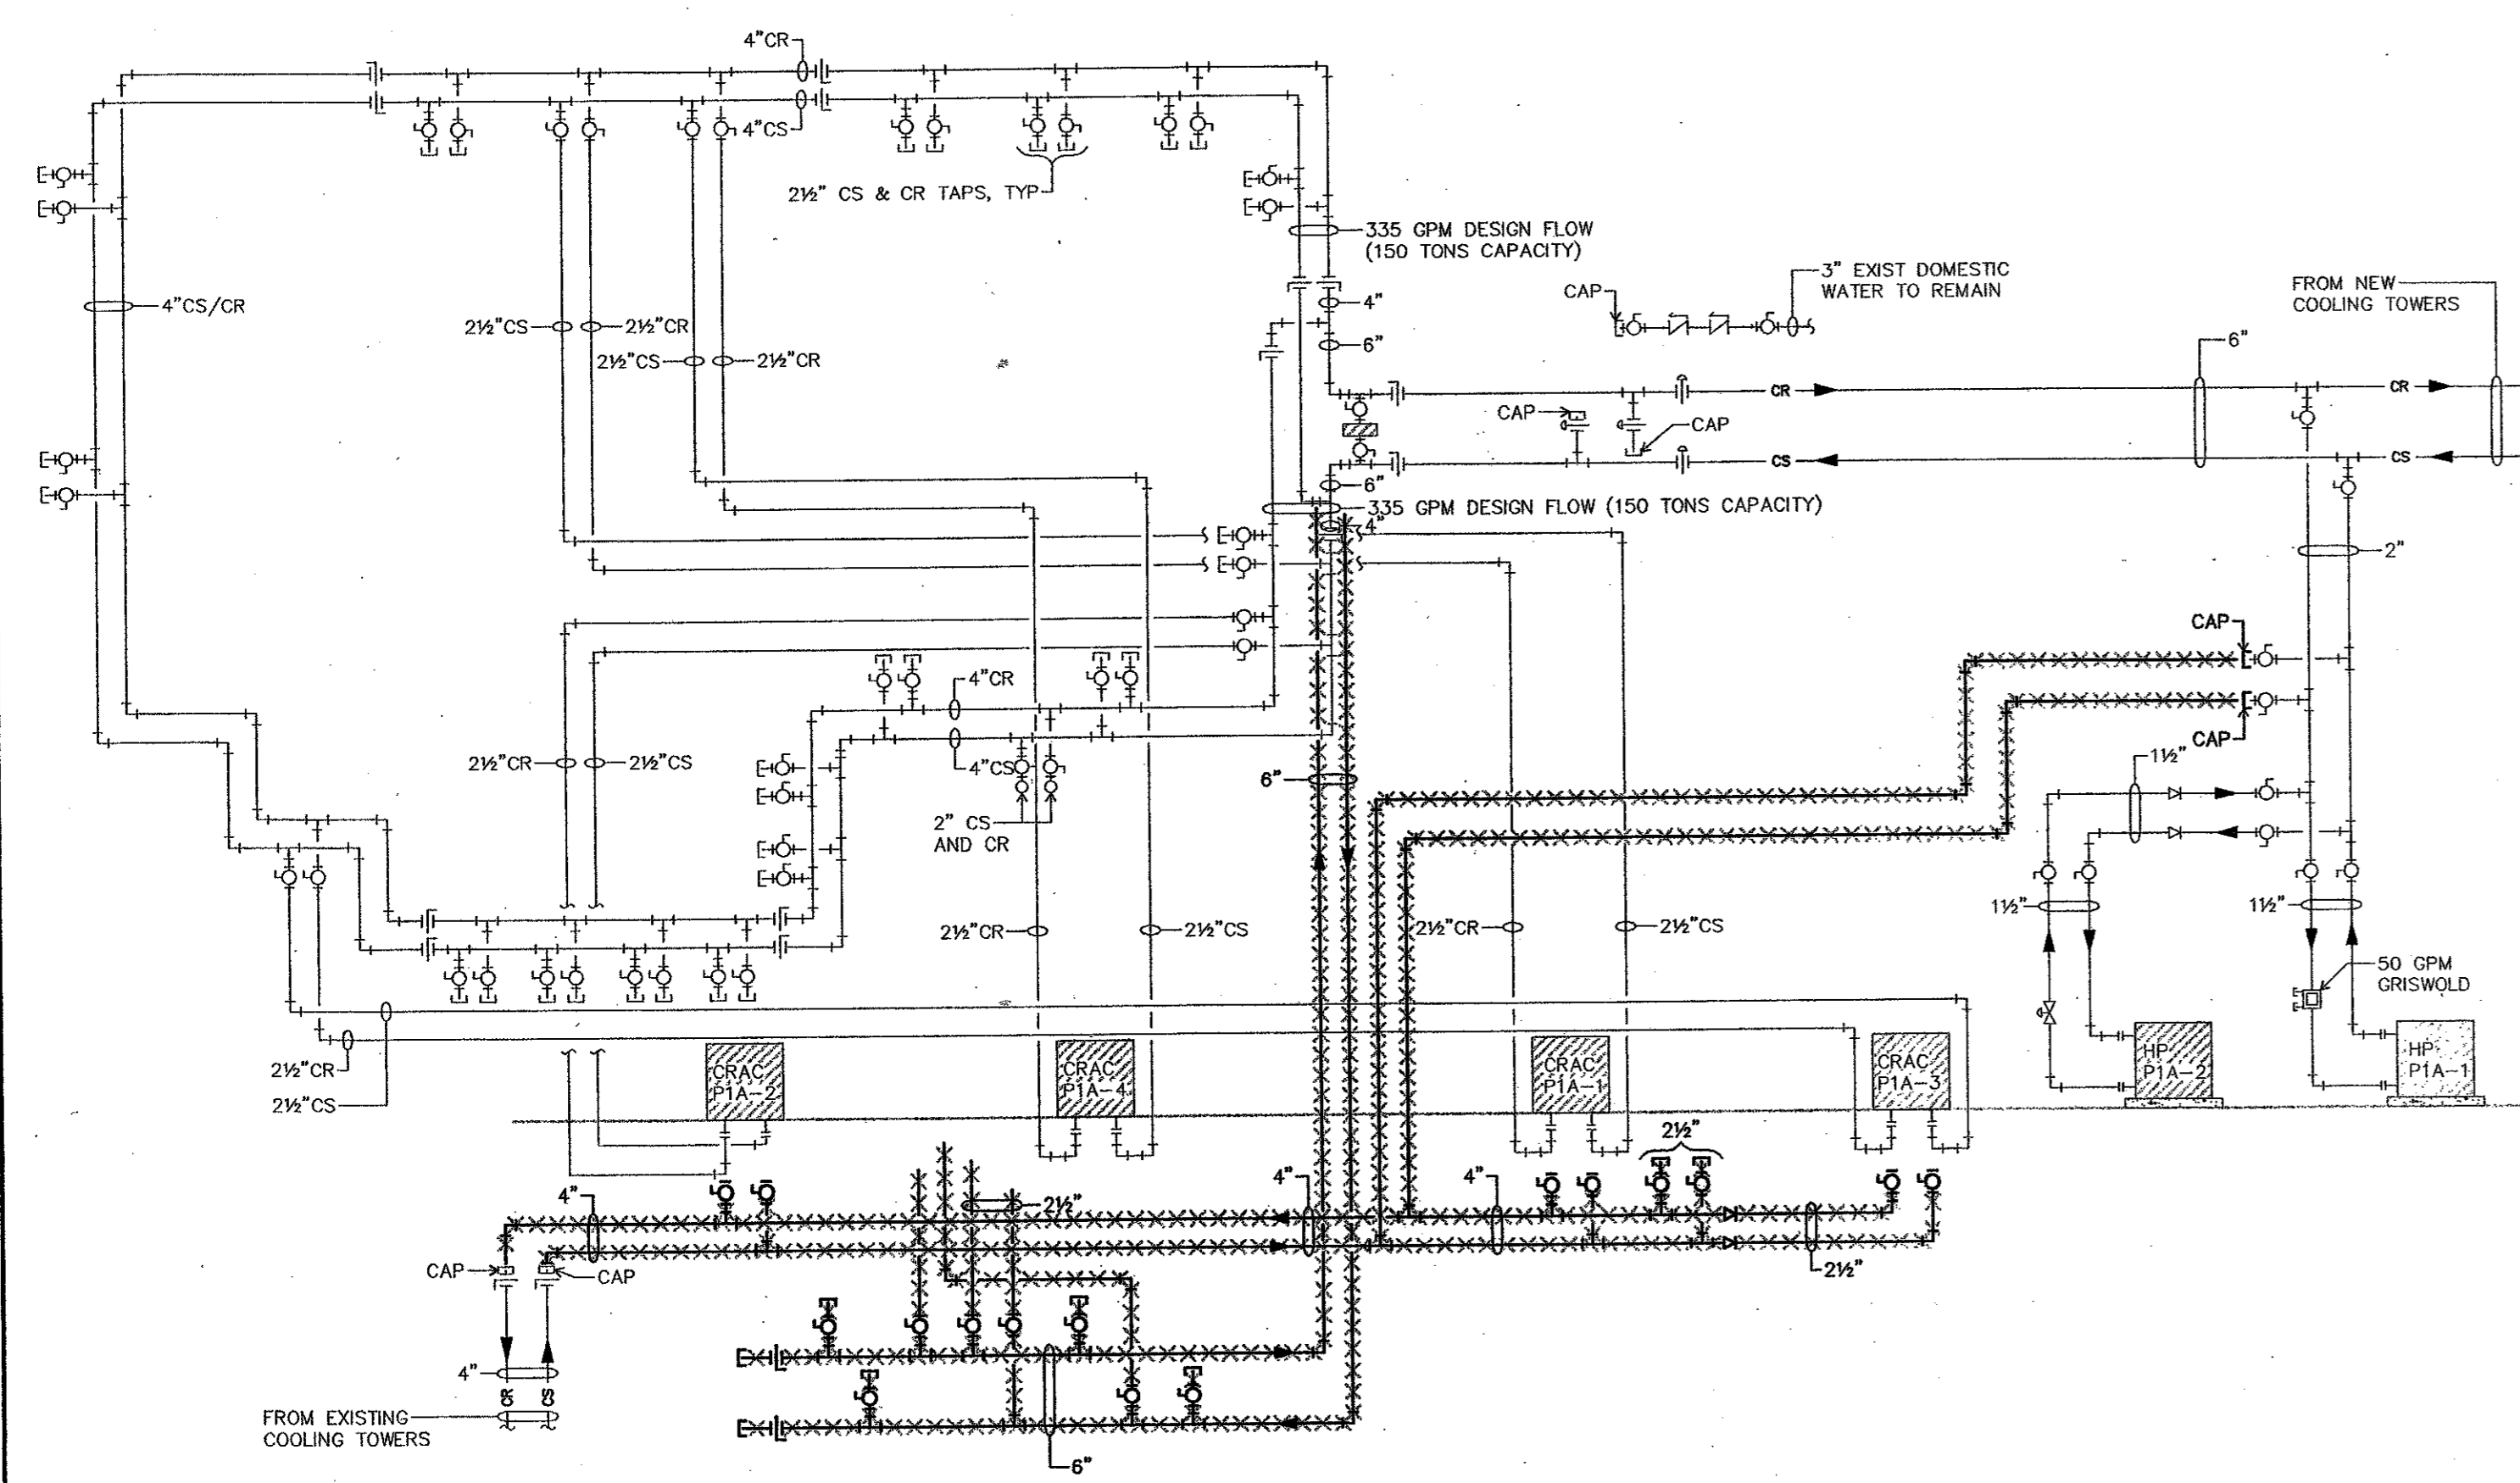 4"CR
4"CS
2½" CS & CR TAPS, TYP
335 GPM DESIGN FLOW
(150 TONS CAPACITY)
3" EXIST DOMESTIC
WATER TO REMAIN
CAP
FROM NEW
COOLING TOWERS
4"CS/CR
4"
6"
6"
2½"CS
2½"CR
2½"CS
2½"CR
CR
CR
CAP
CAP
CS
CS
6"
335 GPM DESIGN FLOW (150 TONS CAPACITY)
4"
2"
CAP
4"CR
CAP
2½"CR
2½"CS
4"CS
6"
1½"
2" CS
AND CR
2½"CR
2½"CS
2½"CR
2½"CS
1½"
1½"
50 GPM
GRISWOLD
2½"CR
2½"CS
CRAC
P1A-2
CRAC
P1A-4
CRAC
P1A-1
CRAC
P1A-3
HP
P1A-2
HP
P1A-1
2½"
4"
2½"
4"
4"
CAP
CAP
2½"
4"
CR
CS
FROM EXISTING
COOLING TOWERS
6"